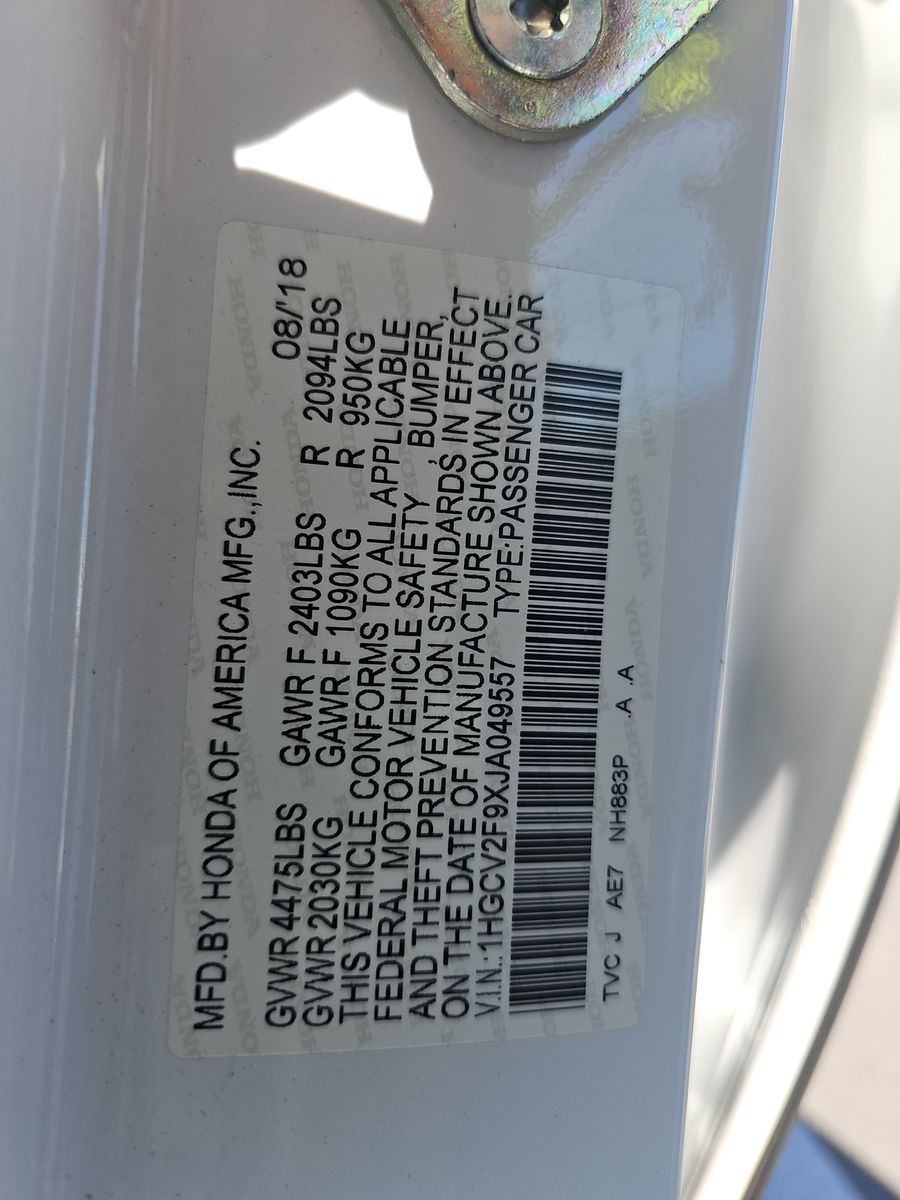 MFD.BY HONDA OF AMERICA MFG.,INC. 08/'18
GVWR 4475LBS GAWR F 2403LBS R 2094LBS
GVWR 2030KG GAWR F 1090KG R 950KG
THIS VEHICLE CONFORMS TO ALL APPLICABLE
FEDERAL MOTOR VEHICLE SAFETY , BUMPER,
AND THEFT PREVENTION STANDARDS IN EFFECT
ON THE DATE OF MANUFACTURE SHOWN ABOVE.
V.I.N.:1HGCV2F9XJA049557 TYPE:PASSENGER CAR
TVC J AE7 NH883P .A .A